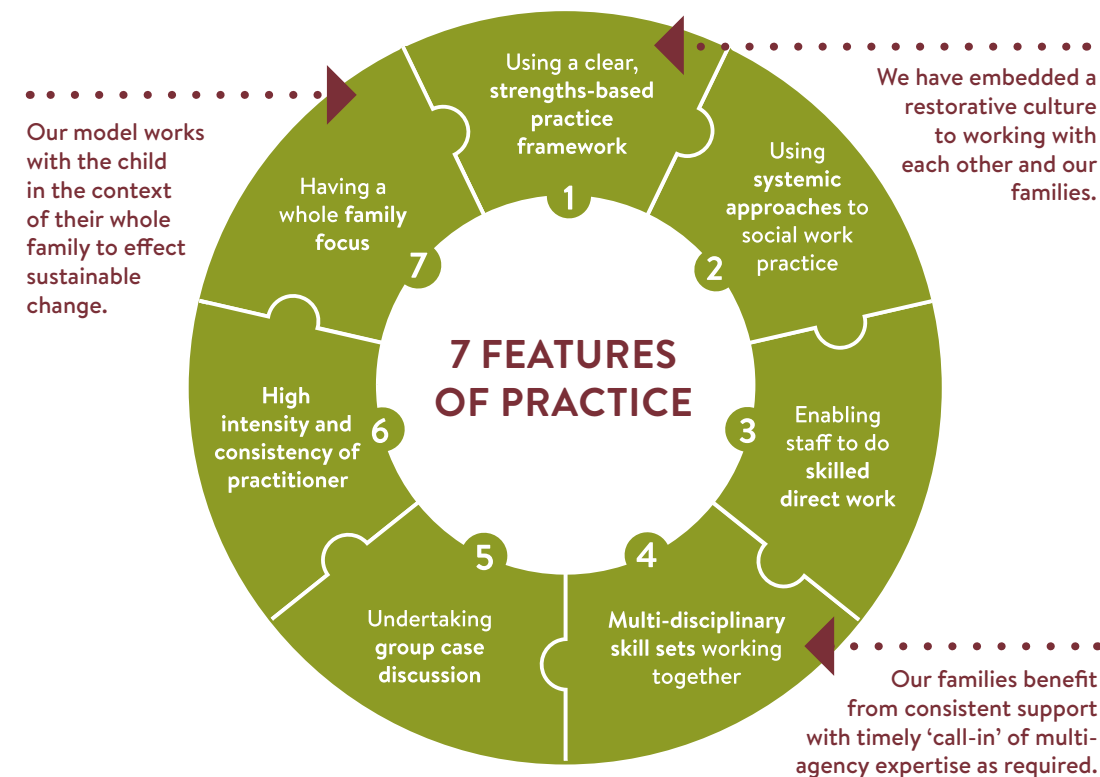 7 FEATURES
OF PRACTICE
1
Using a clear,
strengths-based
practice
framework
We have embedded a
restorative culture
to working with
each other and our
families.
2
Using
systemic
approaches to
social work
practice
3
Enabling
staff to do
skilled
direct work
4
Multi-disciplinary
skill sets working
together
Our families benefit
from consistent support
with timely ‘call-in’ of multi-
agency expertise as required.
5
Undertaking
group case
discussion
6
High
intensity and
consistency of
practitioner
7
Having a
whole family
focus
Our model works
with the child
in the context
of their whole
family to effect
sustainable
change.